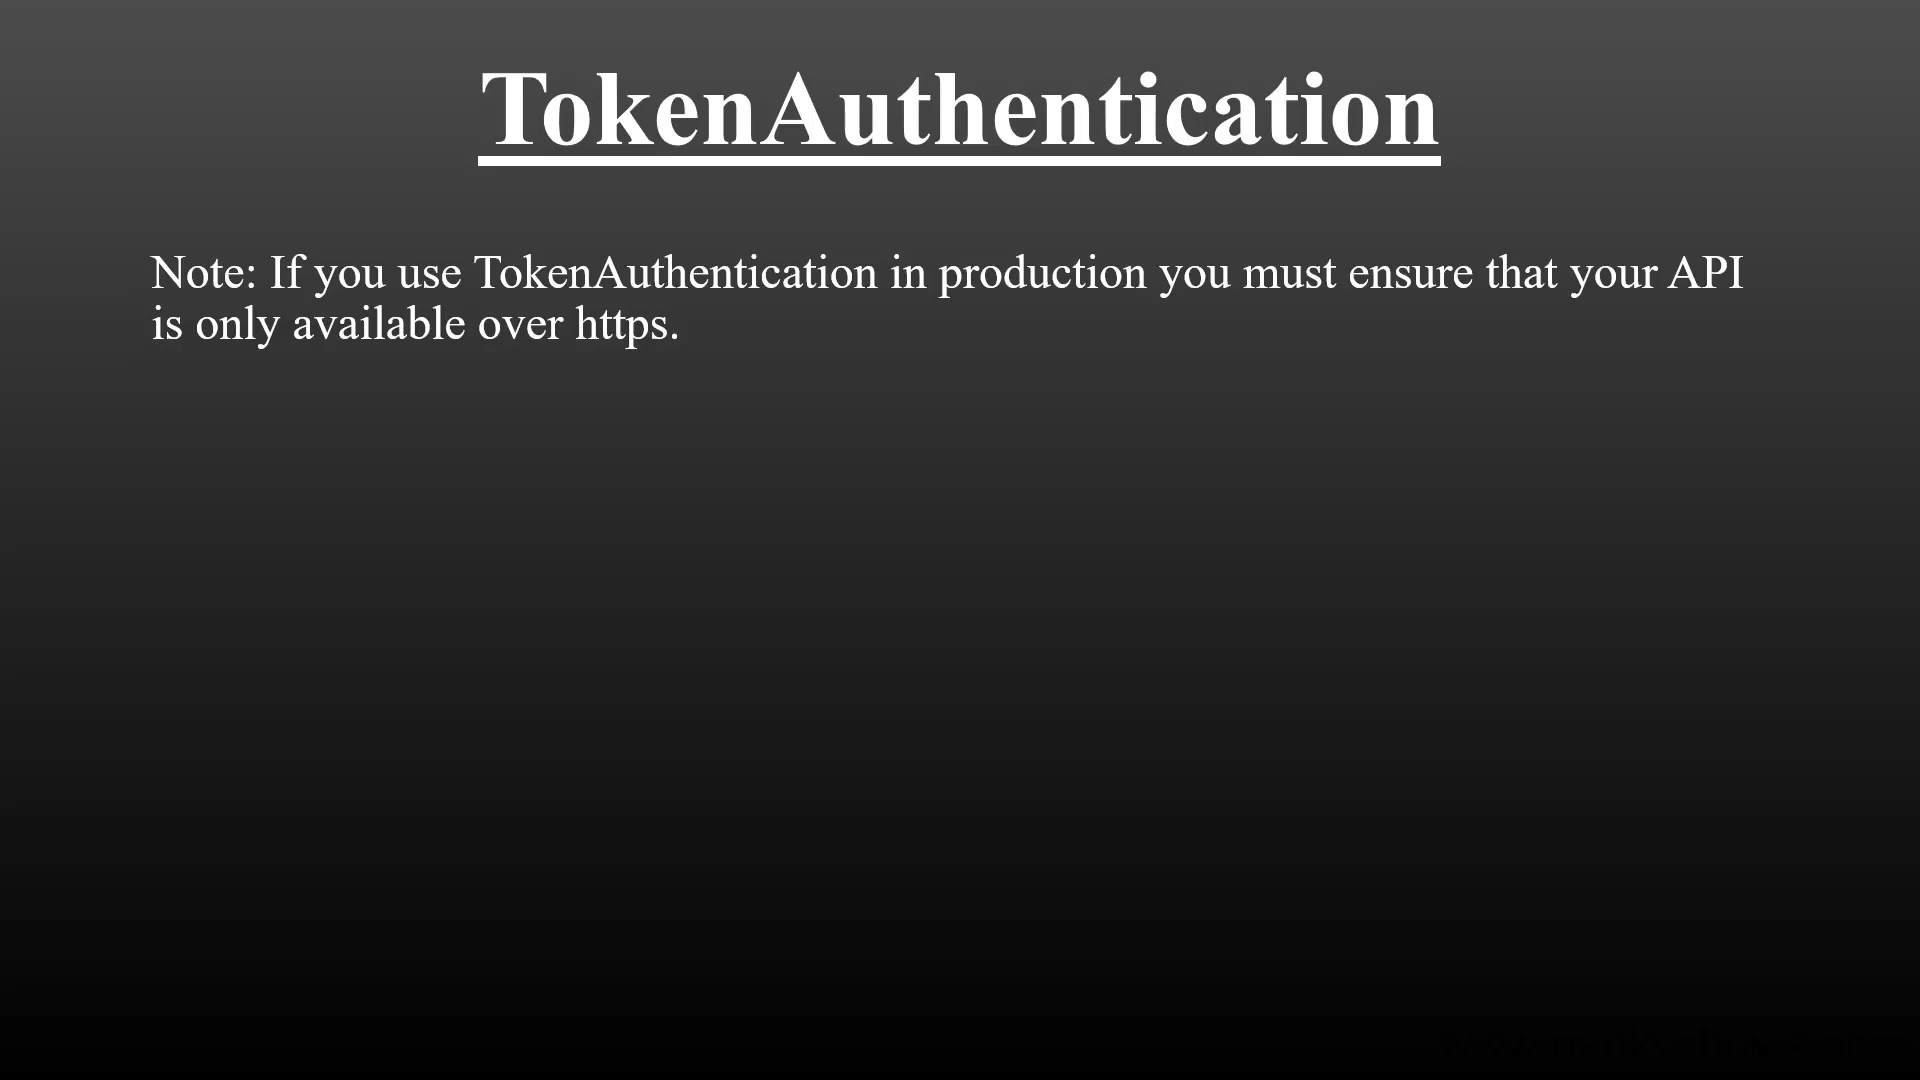 TokenAuthentication
Note: If you use TokenAuthentication in production you must ensure that your API
is only available over https.